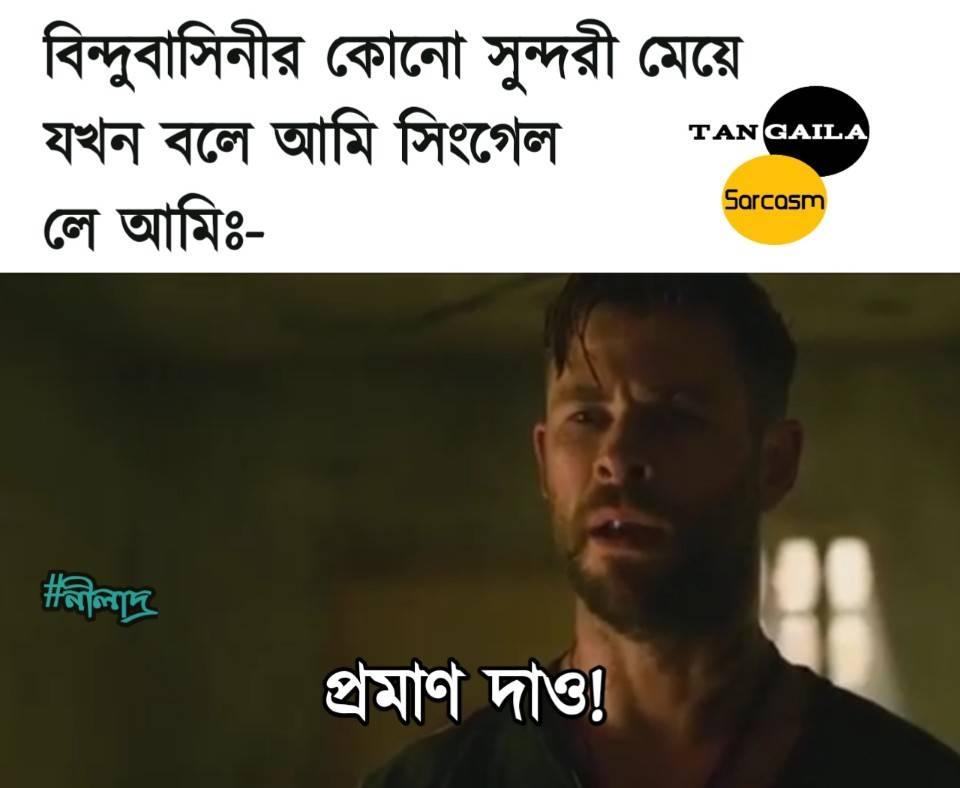 বিন্দুবাসিনীর কোনো সুন্দরী মেয়ে
যখন বলে আমি সিংগেল
TANGAILA
Sarcasm
লে আমিঃ-
#নীলাদ্র
প্রমাণ দাও!